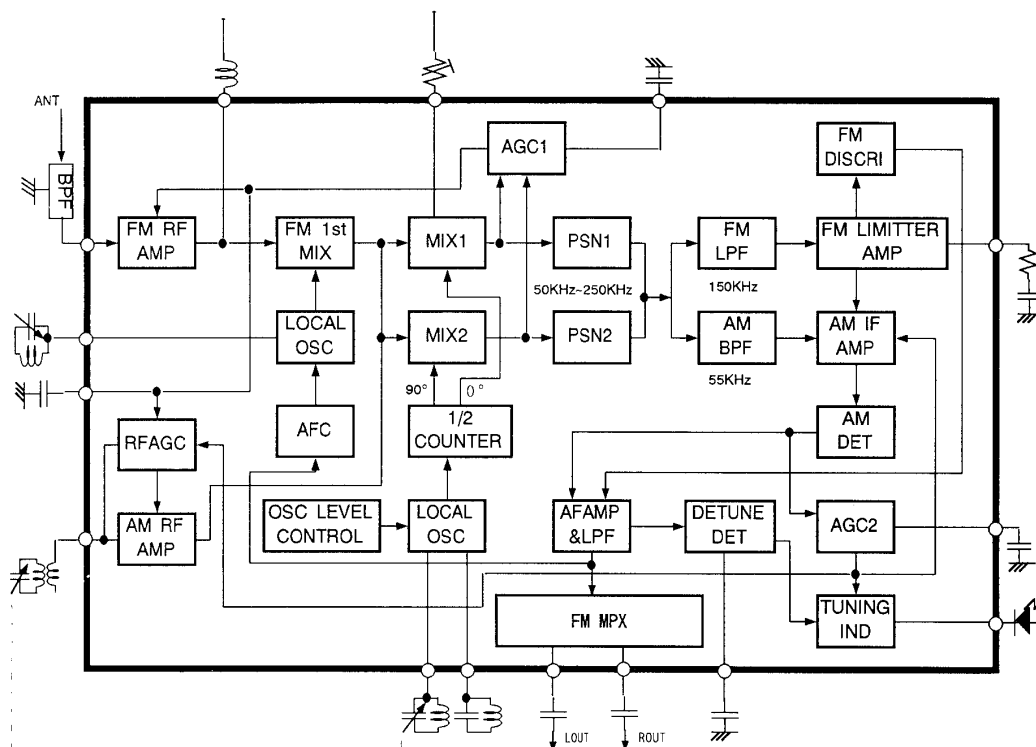 ANT
BPF
AGC1
FM
DISCRI
FM RF
AMP
FM 1st
MIX
MIX1
PSN1
FM
LPF
FM LIMITTER
AMP
50KHz~250KHz
150KHz
LOCAL
OSC
MIX2
PSN2
AM
BPF
AM IF
AMP
90°
0°
55KHz
RFAGC
AFC
1/2
COUNTER
AM
DET
AM RF
AMP
OSC LEVEL
CONTROL
LOCAL
OSC
AFAMP
&LPF
DETUNE
DET
AGC2
FM MPX
TUNING
IND
LOUT
ROUT